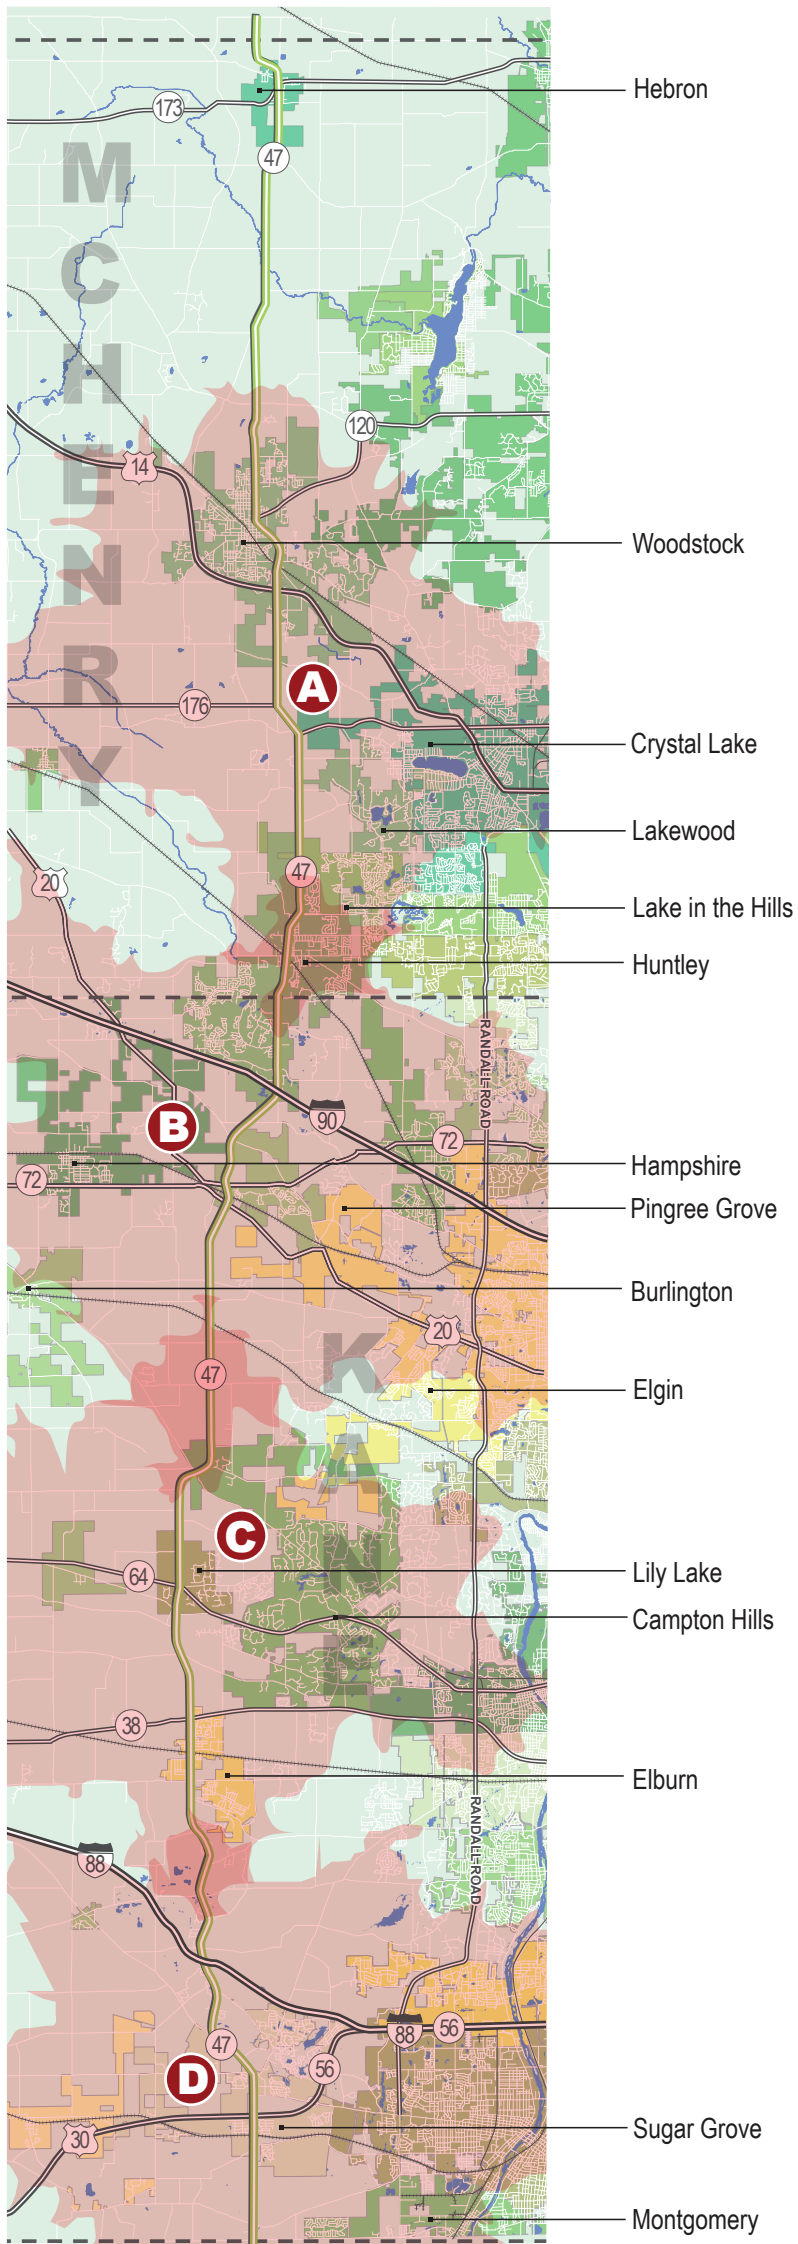 Hebron
173
47
MCHENRY
120
14
Woodstock
A
176
Crystal Lake
Lakewood
47
20
Lake in the Hills
Huntley
RANDALL ROAD
90
B
72
Hampshire
72
Pingree Grove
Burlington
20
KANE
47
Elgin
C
64
Lily Lake
Campton Hills
38
Elburn
RANDALL ROAD
88
88
56
47
56
D
30
Sugar Grove
Montgomery